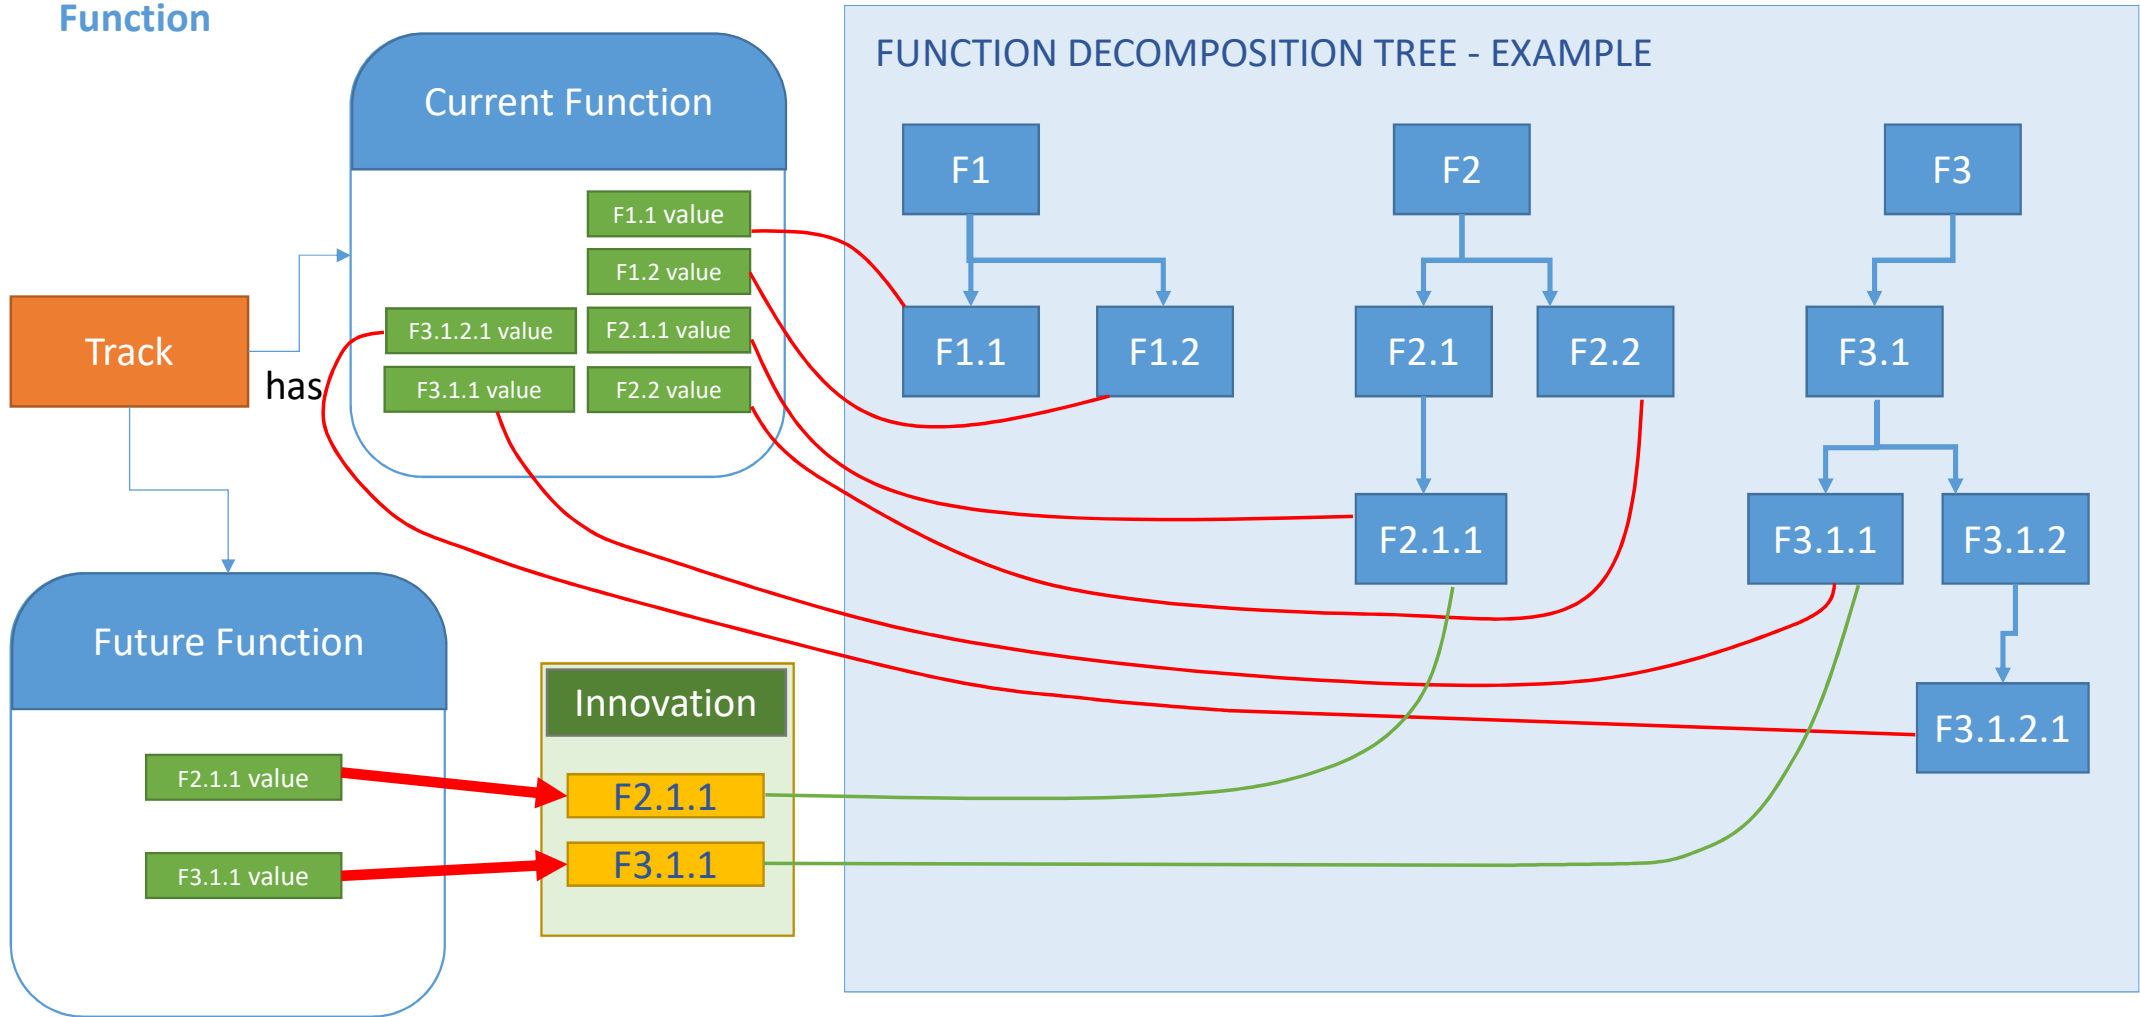 Function
Current Function
F1.1 value
F1.2 value
F3.1.2.1 value
F2.1.1 value
F3.1.1 value
F2.2 value
Track
has
Future Function
F2.1.1 value
F3.1.1 value
Innovation
F2.1.1
F3.1.1
FUNCTION DECOMPOSITION TREE - EXAMPLE
F1
F2
F3
F1.1
F1.2
F2.1
F2.2
F3.1
F2.1.1
F3.1.1
F3.1.2
F3.1.2.1